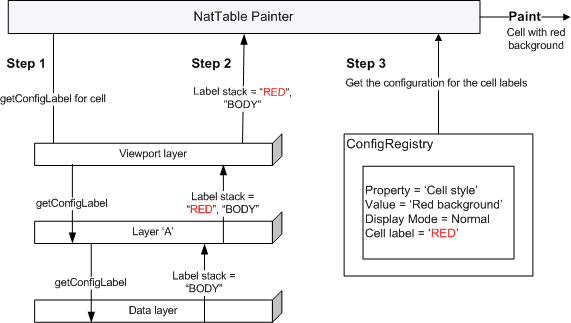 NatTable Painter
Paint
Cell with red
background
Step 1
getConfigLabel for cell
Step 2
Label stack = “RED”,
“BODY”
Step 3
Get the configuration for the cell labels
Viewport layer
getConfigLabel
Label stack =
“RED”, “BODY”
Layer ‘A’
getConfigLabel
Label stack =
“BODY”
Data layer
ConfigRegistry
Property = ‘Cell style’
Value = ‘Red background’
Display Mode = Normal
Cell label = ‘RED’